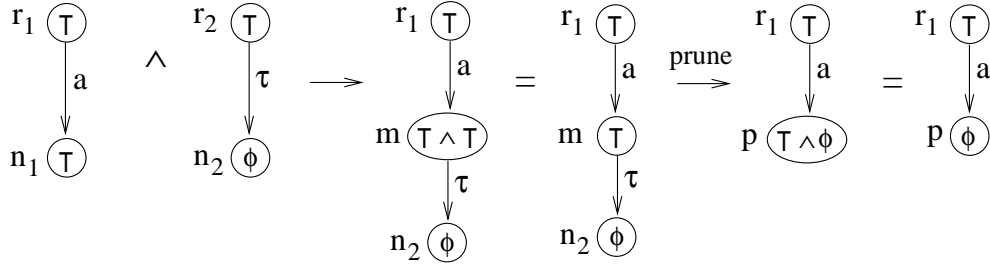 r₁ ⊤ r₂ ⊤ r₁ ⊤ r₁ ⊤ r₁ ⊤ r₁ ⊤
a ∧ τ a = a prune a = a
m ⊤ ∧ ⊤ m ⊤ p ⊤ ∧ ϕ p ϕ
n₁ ⊤ n₂ ϕ
τ τ
n₂ ϕ n₂ ϕ